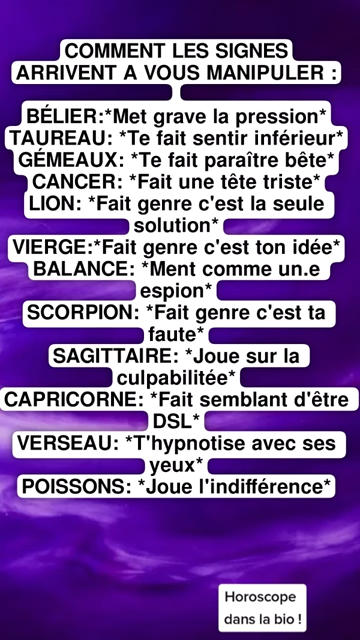 COMMENT LES SIGNES
ARRIVENT A VOUS MANIPULER :
BÉLIER:*Met grave la pression*
TAUREAU: *Te fait sentir inférieur*
GÉMEAUX: *Te fait paraître bête*
CANCER: *Fait une tête triste*
LION: *Fait genre c'est la seule
solution*
VIERGE:*Fait genre c'est ton idée*
BALANCE: *Ment comme un.e
espion*
SCORPION: *Fait genre c'est ta
faute*
SAGITTAIRE: *Joue sur la
culpabilitée*
CAPRICORNE: *Fait semblant d'être
DSL*
VERSEAU: *T'hypnotise avec ses
yeux*
POISSONS: *Joue l'indifférence*
Horoscope
dans la bio !